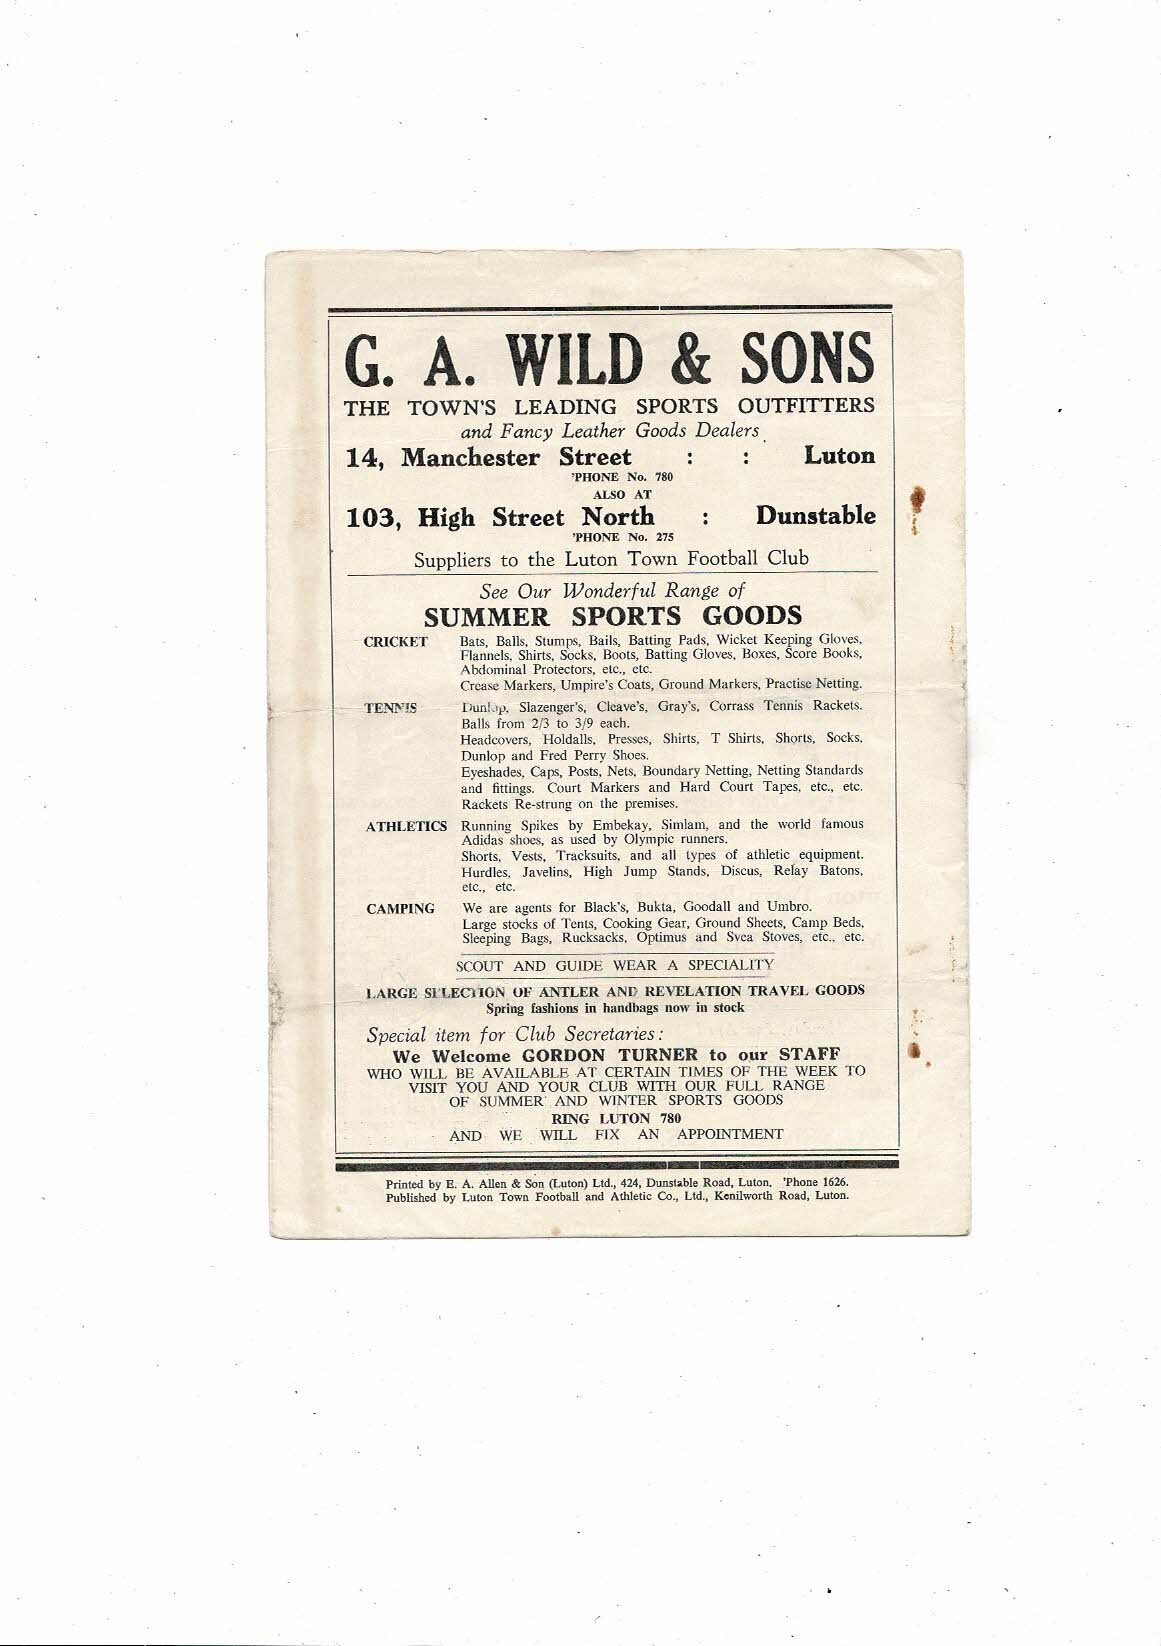 G. A. WILD & SONS
THE TOWN'S LEADING SPORTS OUTFITTERS
and Fancy Leather Goods Dealers
14, Manchester Street : : Luton
'PHONE No. 780
ALSO AT
103, High Street North : Dunstable
'PHONE No. 275
Suppliers to the Luton Town Football Club
See Our Wonderful Range of
SUMMER SPORTS GOODS
CRICKET Bats, Balls, Stumps, Bails, Batting Pads, Wicket Keeping Gloves,
Flannels, Shirts, Socks, Boots, Batting Gloves, Boxes, Score Books,
Abdominal Protectors, etc., etc.
Crease Markers, Umpire's Coats, Ground Markers, Practise Netting.
TENNIS Dunlop, Slazenger's, Cleave's, Gray's, Corrass Tennis Rackets.
Balls from 2/3 to 3/9 each.
Headcovers, Holdalls, Presses, Shirts, T Shirts, Shorts, Socks.
Dunlop and Fred Perry Shoes.
Eyeshades, Caps, Posts, Nets, Boundary Netting, Netting Standards
and fittings. Court Markers and Hard Court Tapes, etc., etc.
Rackets Re-strung on the premises.
ATHLETICS Running Spikes by Embekay, Simlam, and the world famous
Adidas shoes, as used by Olympic runners.
Shorts, Vests, Tracksuits, and all types of athletic equipment.
Hurdles, Javelins, High Jump Stands, Discus, Relay Batons,
etc., etc.
CAMPING We are agents for Black's, Bukta, Goodall and Umbro.
Large stocks of Tents, Cooking Gear, Ground Sheets, Camp Beds,
Sleeping Bags, Rucksacks, Optimus and Svea Stoves, etc., etc.
SCOUT AND GUIDE WEAR A SPECIALITY
LARGE SELECTION OF ANTLER AND REVELATION TRAVEL GOODS
Spring fashions in handbags now in stock
Special item for Club Secretaries:
We Welcome GORDON TURNER to our STAFF
WHO WILL BE AVAILABLE AT CERTAIN TIMES OF THE WEEK TO
VISIT YOU AND YOUR CLUB WITH OUR FULL RANGE
OF SUMMER AND WINTER SPORTS GOODS
RING LUTON 780
AND WE WILL FIX AN APPOINTMENT
Printed by E. A. Allen & Son (Luton) Ltd., 424, Dunstable Road, Luton. 'Phone 1626.
Published by Luton Town Football and Athletic Co., Ltd., Kenilworth Road, Luton.